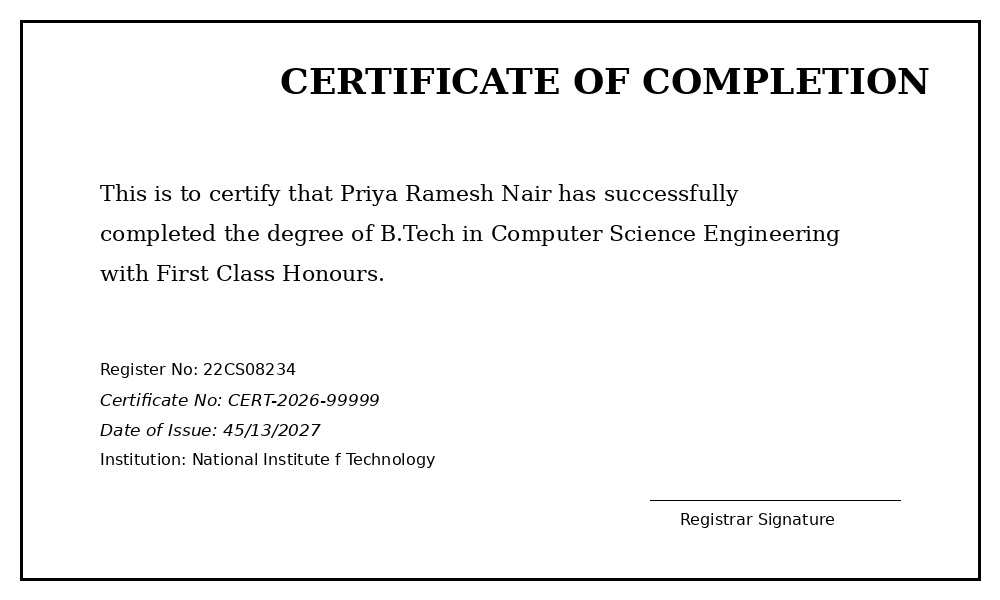 CERTIFICATE OF COMPLETION
This is to certify that Priya Ramesh Nair has successfully
completed the degree of B.Tech in Computer Science Engineering
with First Class Honours.
Register No: 22CS08234
Certificate No: CERT-2026-99999
Date of Issue: 45/13/2027
Institution: National Institute f Technology
Registrar Signature